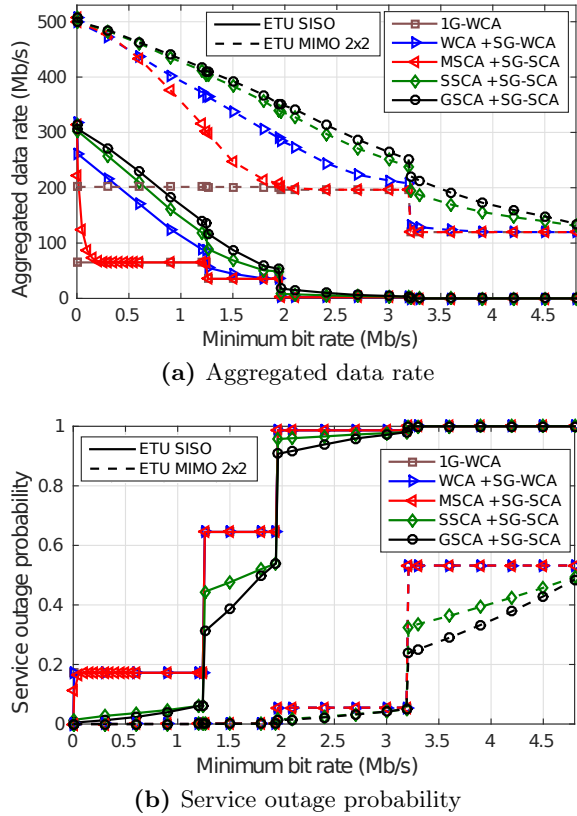 500
400
300
200
100
0
Aggregated data rate (Mb/s)
ETU SISO
ETU MIMO 2x2
1G-WCA
WCA +SG-WCA
MSCA +SG-SCA
SSCA +SG-SCA
GSCA +SG-SCA
0 0.5 1 1.5 2 2.5 3 3.5 4 4.5
Minimum bit rate (Mb/s)
(a) Aggregated data rate
1
0.8
0.6
0.4
0.2
0
Service outage probability
ETU SISO
ETU MIMO 2x2
1G-WCA
WCA +SG-WCA
MSCA +SG-SCA
SSCA +SG-SCA
GSCA +SG-SCA
0 0.5 1 1.5 2 2.5 3 3.5 4 4.5
Minimum bit rate (Mb/s)
(b) Service outage probability